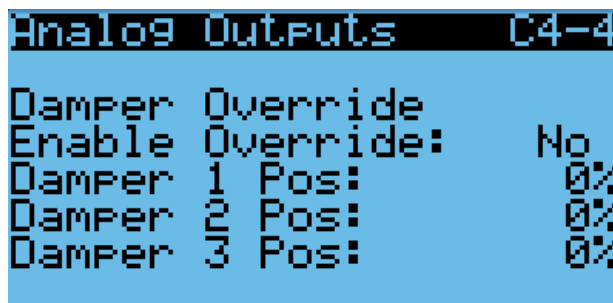 Analog Outputs C4-4
Damper Override
Enable Override: No
Damper 1 Pos: 0%
Damper 2 Pos: 0%
Damper 3 Pos: 0%